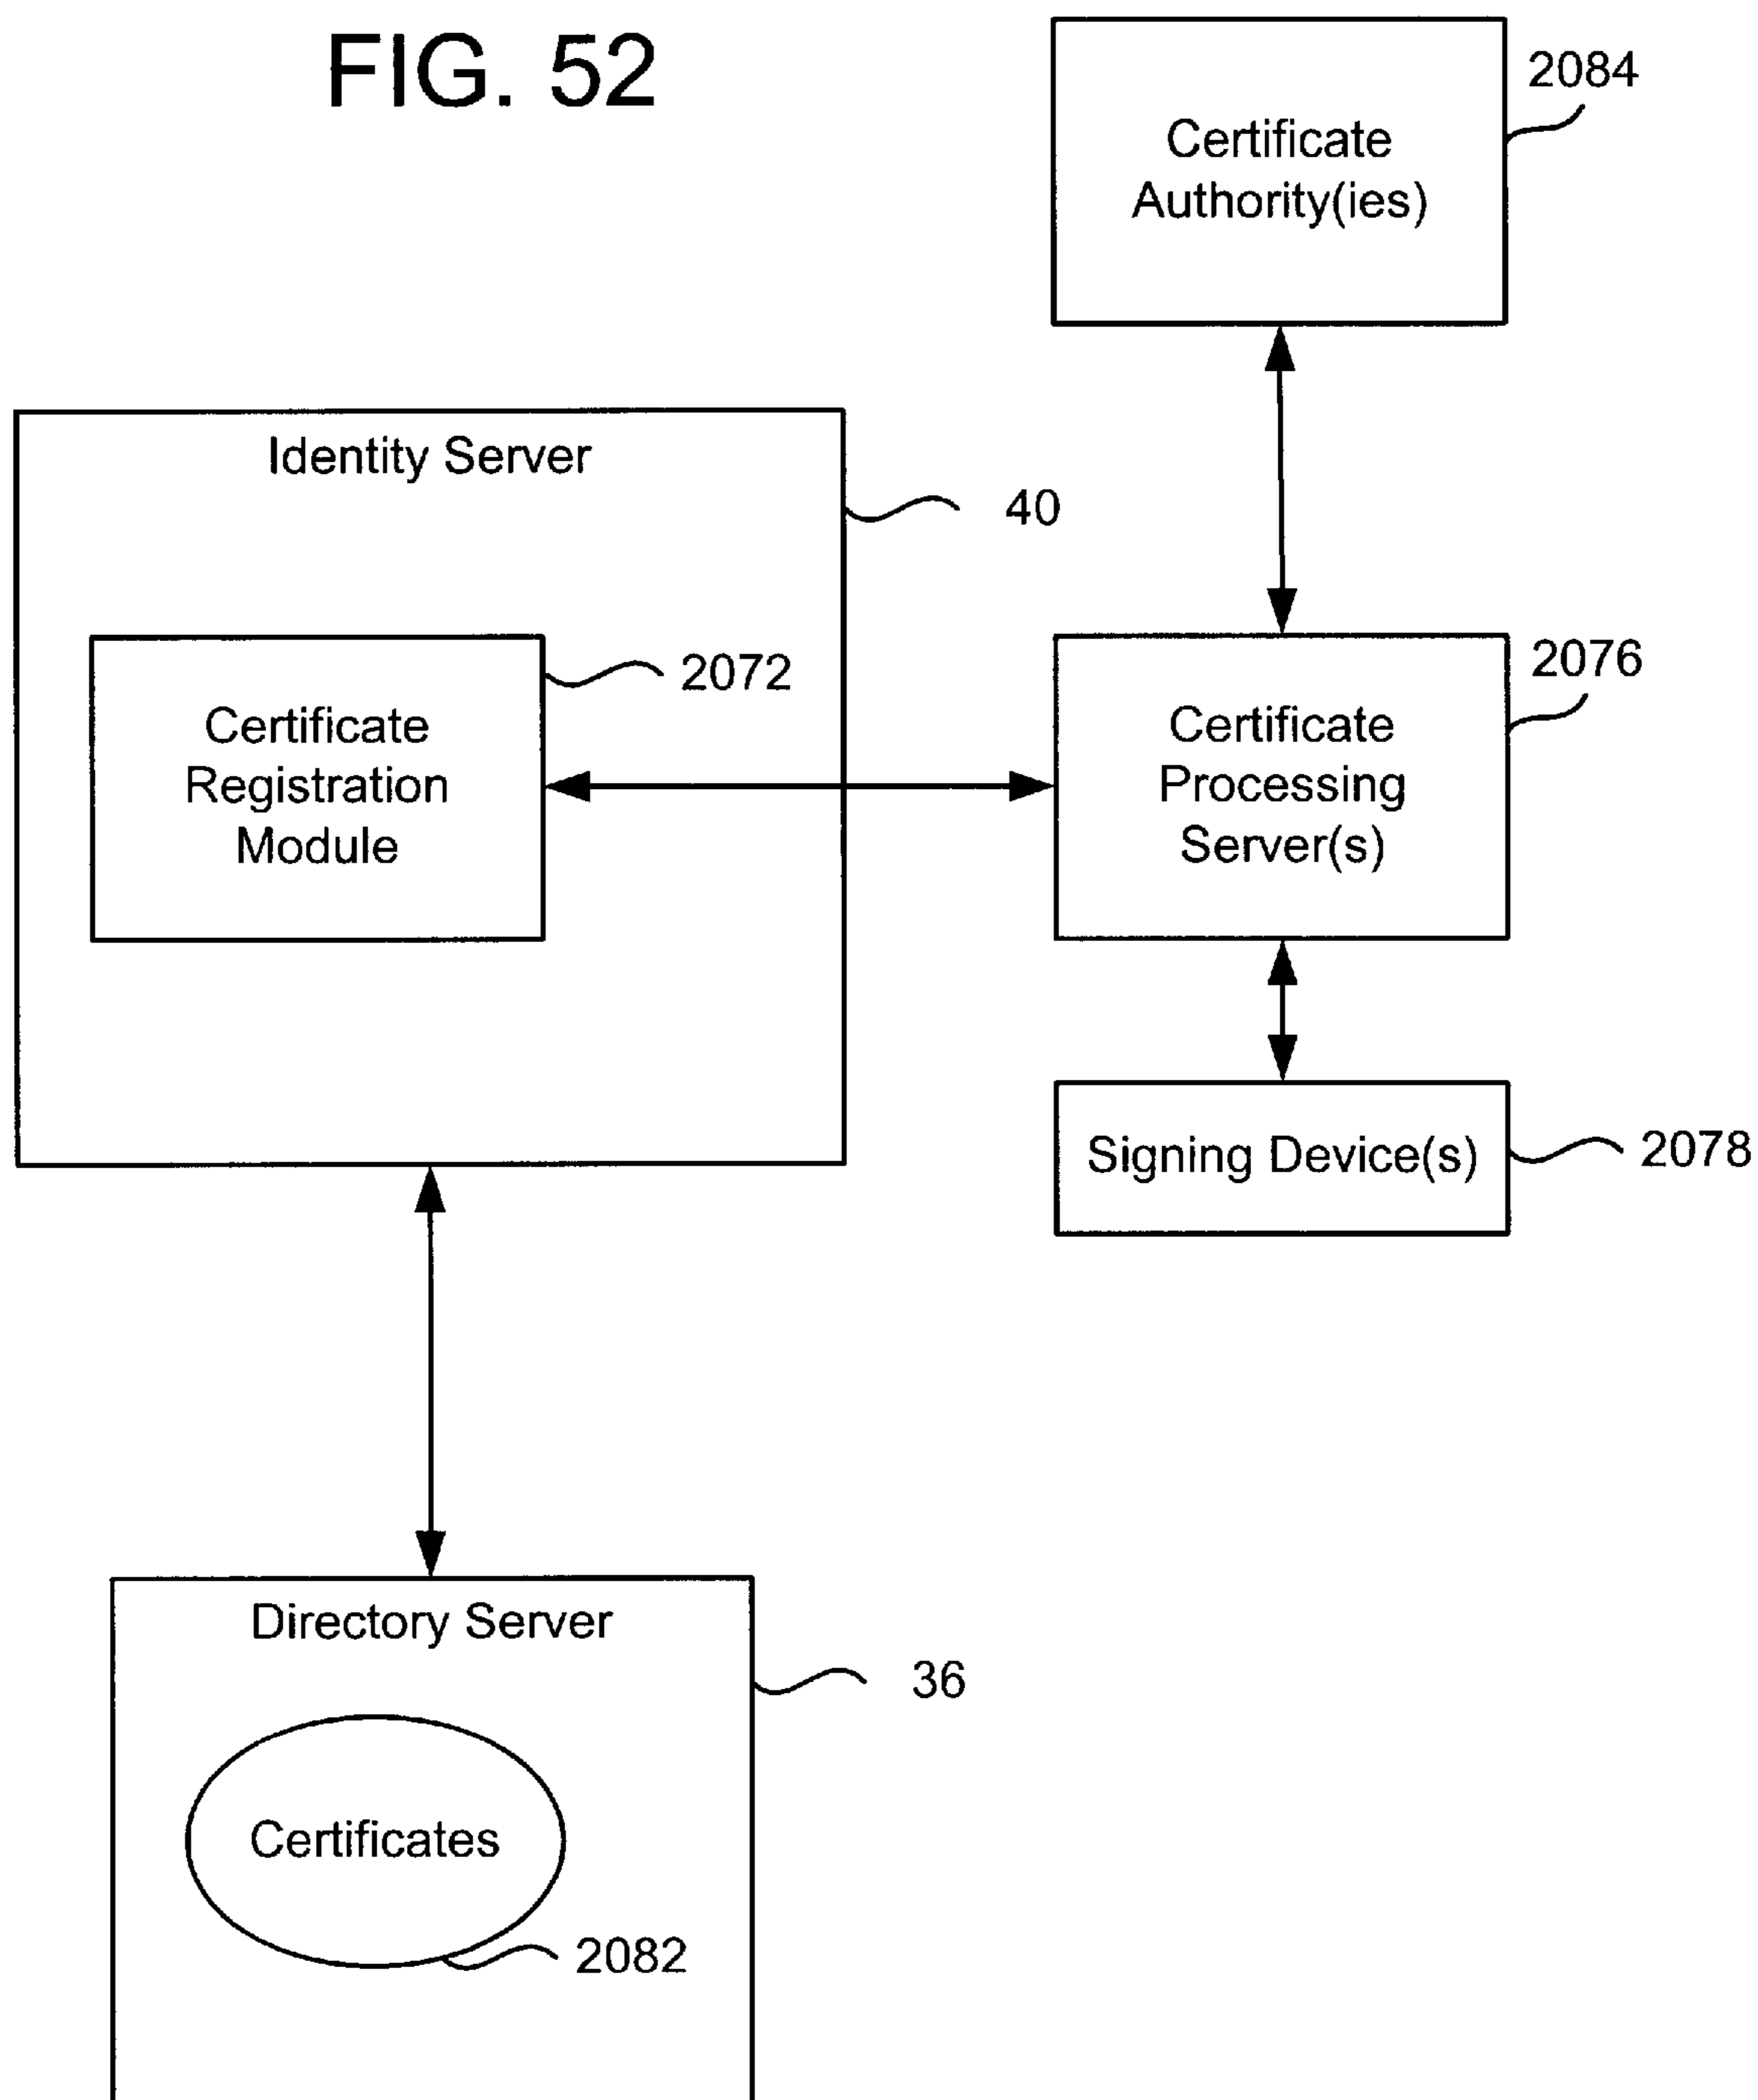 FIG. 52
Certificate
Authority(ies)
2084
Identity Server
40
Certificate
Registration
Module
2072
Certificate
Processing
Server(s)
2076
Signing Device(s)
2078
Directory Server
36
Certificates
2082